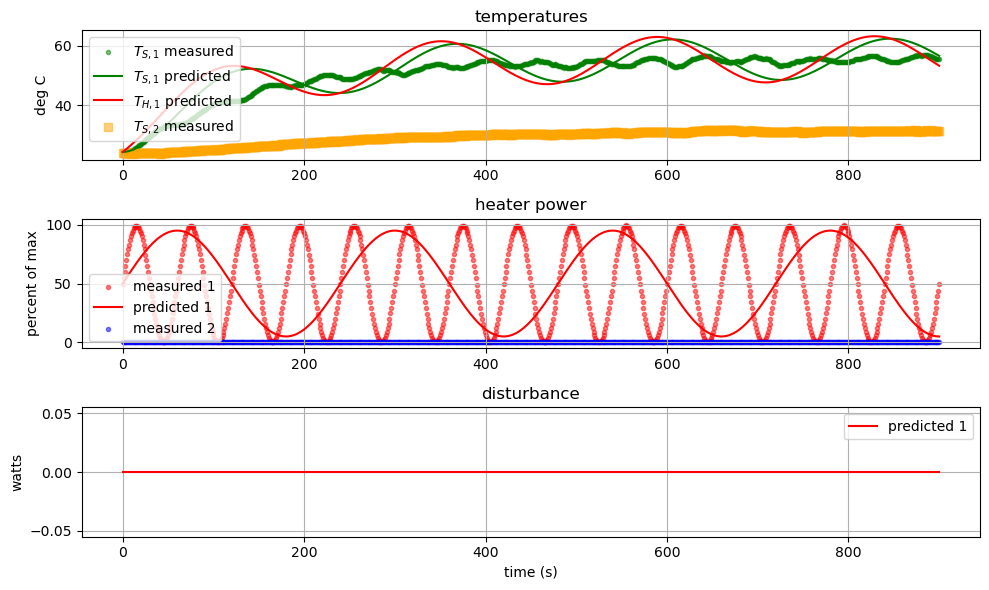 temperatures
deg C
60
40
T_{S,1} measured
T_{S,1} predicted
T_{H,1} predicted
T_{S,2} measured
0 200 400 600 800
heater power
percent of max
100
50
0
measured 1
predicted 1
measured 2
0 200 400 600 800
disturbance
watts
0.05
0.00
−0.05
predicted 1
0 200 400 600 800
time (s)